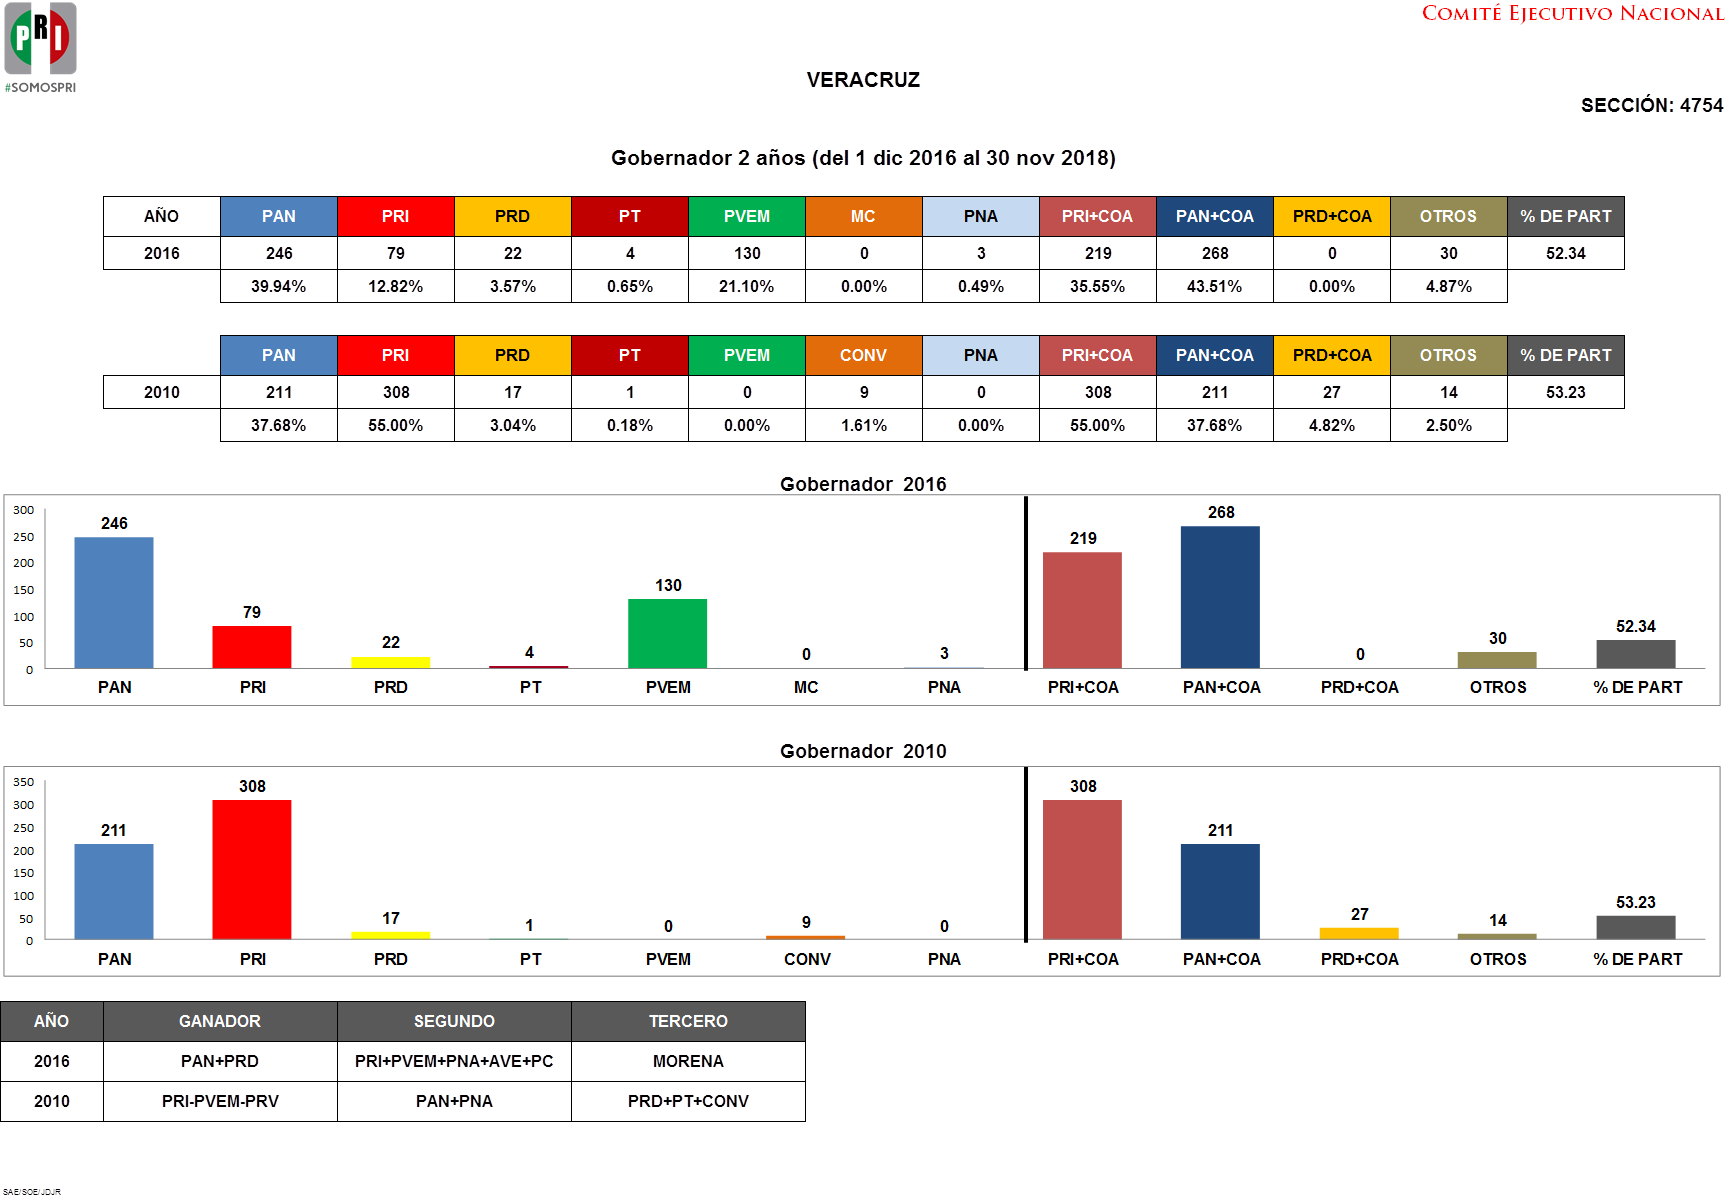 PRI
#SOMOSPRI
COMITÉ EJECUTIVO NACIONAL
VERACRUZ
SECCIÓN: 4754
Gobernador 2 años (del 1 dic 2016 al 30 nov 2018)
AÑO PAN PRI PRD PT PVEM MC PNA PRI+COA PAN+COA PRD+COA OTROS % DE PART
2016 246 79 22 4 130 0 3 219 268 0 30 52.34
39.94% 12.82% 3.57% 0.65% 21.10% 0.00% 0.49% 35.55% 43.51% 0.00% 4.87%
PAN PRI PRD PT PVEM CONV PNA PRI+COA PAN+COA PRD+COA OTROS % DE PART
2010 211 308 17 1 0 9 0 308 211 27 14 53.23
37.68% 55.00% 3.04% 0.18% 0.00% 1.61% 0.00% 55.00% 37.68% 4.82% 2.50%
Gobernador 2016
300
250
200
150
100
50
0
246 79 22 4 130 0 3 219 268 0 30 52.34
PAN PRI PRD PT PVEM MC PNA PRI+COA PAN+COA PRD+COA OTROS % DE PART
Gobernador 2010
350
300
250
200
150
100
50
0
211 308 17 1 0 9 0 308 211 27 14 53.23
PAN PRI PRD PT PVEM CONV PNA PRI+COA PAN+COA PRD+COA OTROS % DE PART
AÑO GANADOR SEGUNDO TERCERO
2016 PAN+PRD PRI+PVEM+PNA+AVE+PC MORENA
2010 PRI-PVEM-PRV PAN+PNA PRD+PT+CONV
SAE/SOE/JDJR